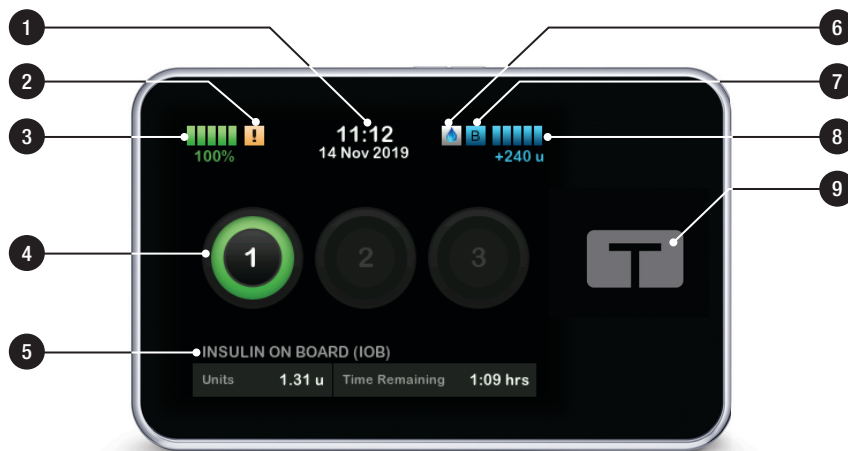 1
6
2
7
3
! 11:12 B
8
100% 14 Nov 2019 +240 u
9
4
1 2 3
T
5
INSULIN ON BOARD (IOB)
Units 1.31 u Time Remaining 1:09 hrs